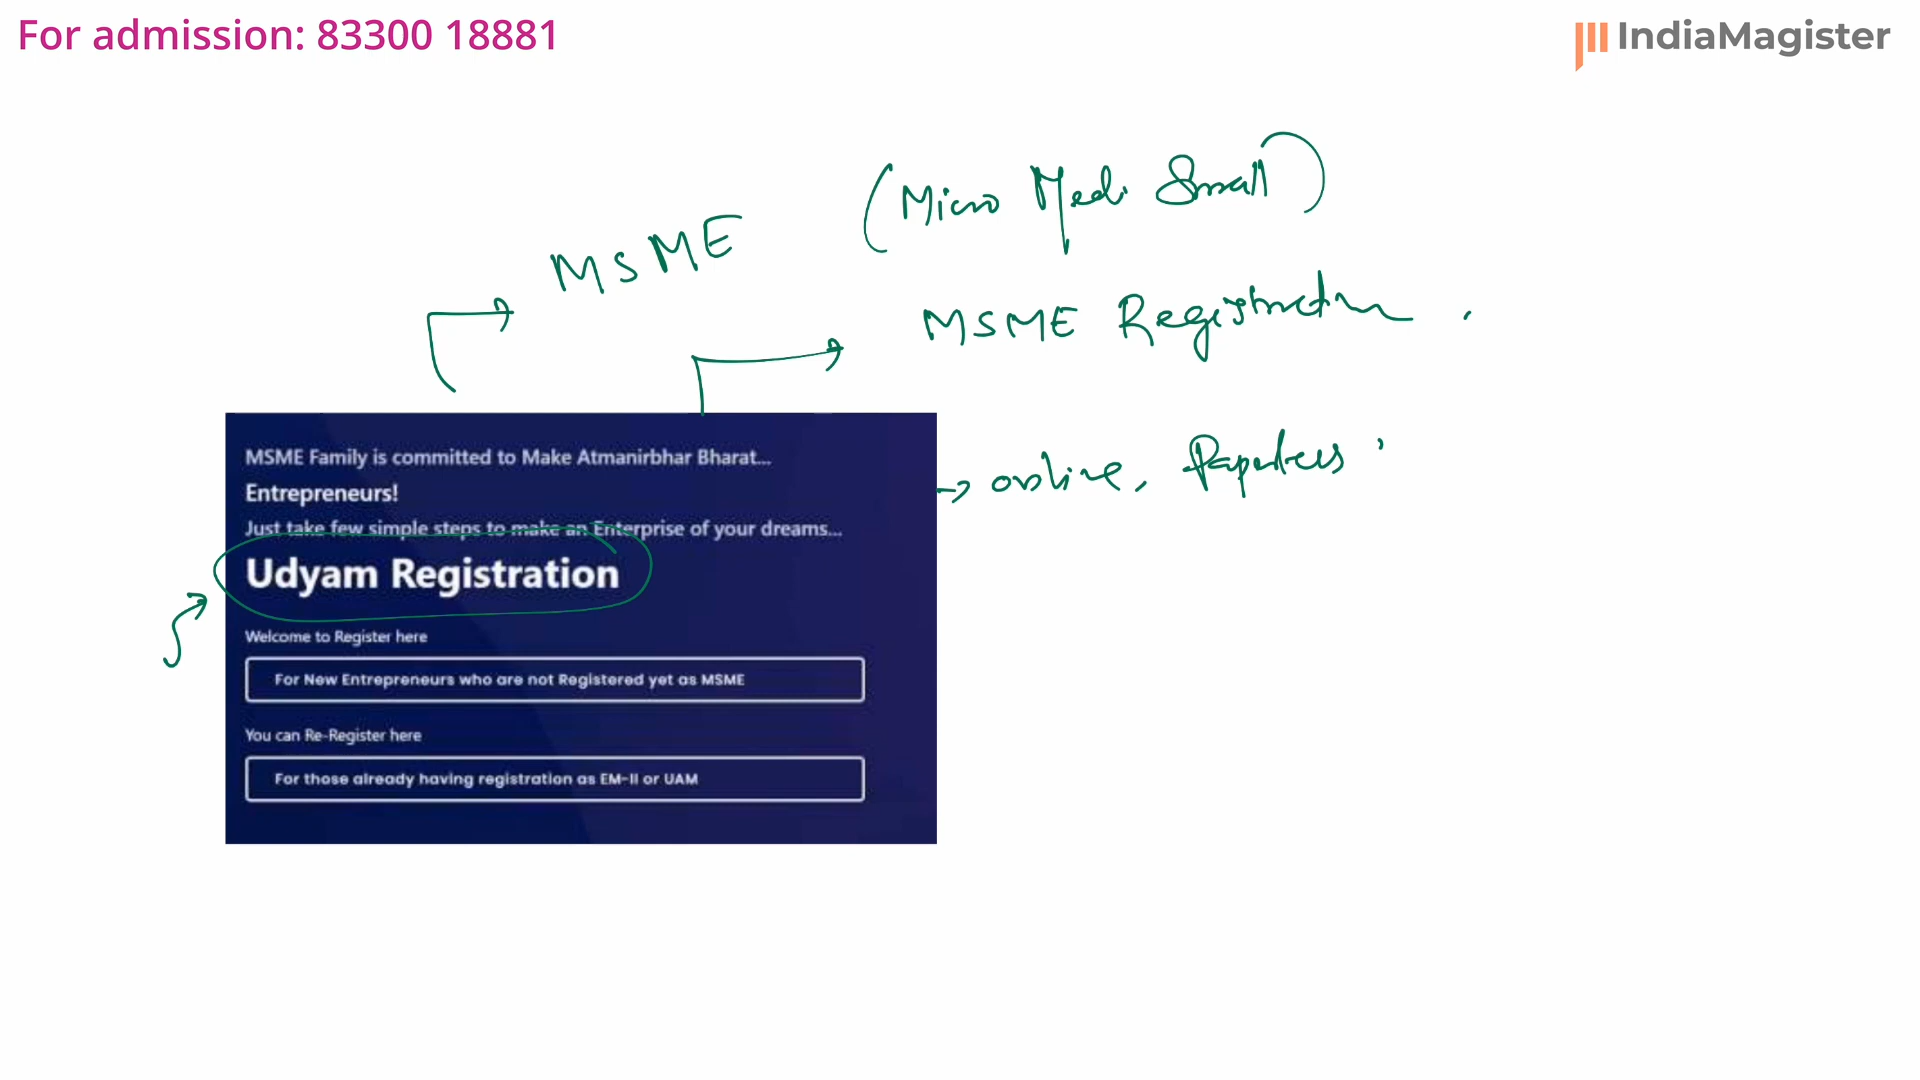 For admission: 83300 18881
IndiaMagister
(Micro Medi Small)
MSME
MSME Registration .
MSME Family is committed to Make Atmanirbhar Bharat...
Entrepreneurs!
Just take few simple steps to make an Enterprise of your dreams...
Udyam Registration
Welcome to Register here
For New Entrepreneurs who are not Registered yet as MSME
You can Re-Register here
For those already having registration as EM-II or UAM
→ online,